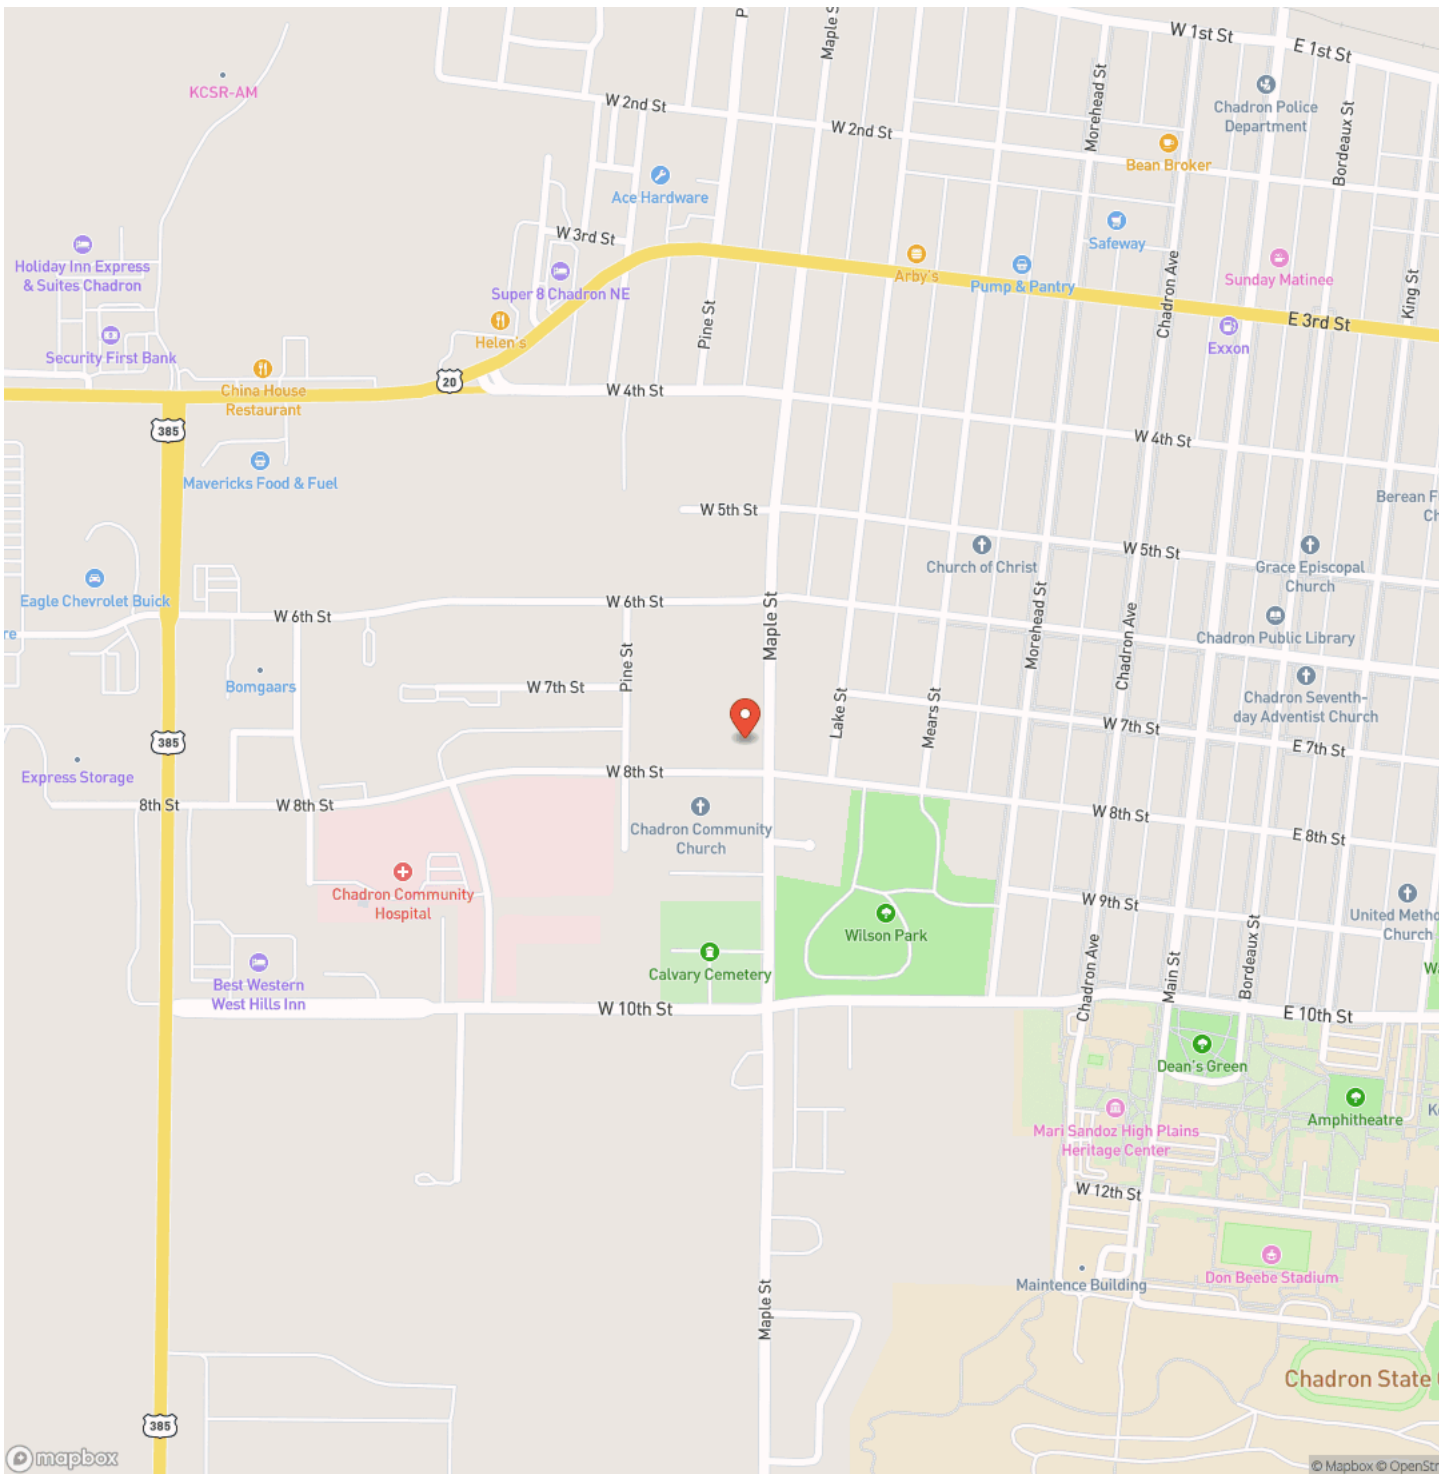 W 1st St
E 1st St
Maple S
P
KCSR-AM
W 2nd St
W 2nd St
Morehead St
Chadron Police
Department
Bordeaux St
Bean Broker
Ace Hardware
W 3rd St
Safeway
Holiday Inn Express
& Suites Chadron
Super 8 Chadron NE
Arby's
Pump & Pantry
Chadron Ave
Sunday Matinee
King St
E 3rd St
Exxon
Security First Bank
Helen's
Pine St
20
China House
Restaurant
W 4th St
385
W 4th St
Mavericks Food & Fuel
Berean F
Ch
W 5th St
W 5th St
Church of Christ
Grace Episcopal
Church
Eagle Chevrolet Buick
W 6th St
W 6th St
Maple St
Morehead St
Chadron Ave
Chadron Public Library
re
Pine St
Bomgaars
W 7th St
Lake St
Mears St
W 7th St
Chadron Seventh-
day Adventist Church
E 7th St
385
Express Storage
W 8th St
8th St
W 8th St
W 8th St
E 8th St
Chadron Community
Church
Chadron Community
Hospital
W 9th St
United Metho
Church
Wilson Park
Calvary Cemetery
Chadron Ave
Main St
Bordeaux St
Wa
Best Western
West Hills Inn
W 10th St
E 10th St
Dean's Green
Amphitheatre
K
Mari Sandoz High Plains
Heritage Center
W 12th St
Don Beebe Stadium
Maintence Building
Maple St
Chadron State
385
mapbox
© Mapbox © OpenStr